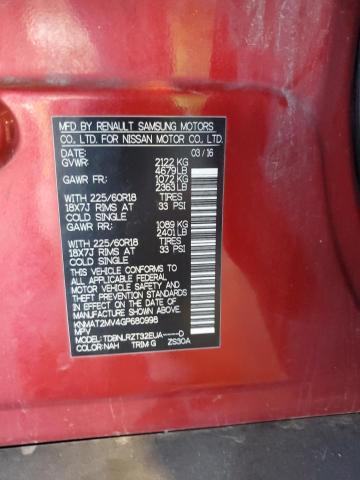 MFD BY RENAULT SAMSUNG MOTORS
CO. LTD. FOR NISSAN MOTOR CO. LTD.
DATE: 03 / 16
GVWR: 2122 KG
4679 LB
GAWR FR: 1072 KG
2363 LB
WITH 225/60R18 TIRES
18X7J RIMS AT 33 PSI
COLD SINGLE
GAWR RR: 1089 KG
2401 LB
WITH 225/60R18 TIRES
18X7J RIMS AT 33 PSI
COLD SINGLE
THIS VEHICLE CONFORMS TO
ALL APPLICABLE FEDERAL
MOTOR VEHICLE SAFETY
STANDARDS IN EFFECT ON THE
DATE OF MANUFACTURE
SHOWN ABOVE
KNMAT2MV4GP680998
MPV
MODEL: TDBNLRZT32EUA-----D
COLOR: NAH TRIM: G ZS30A